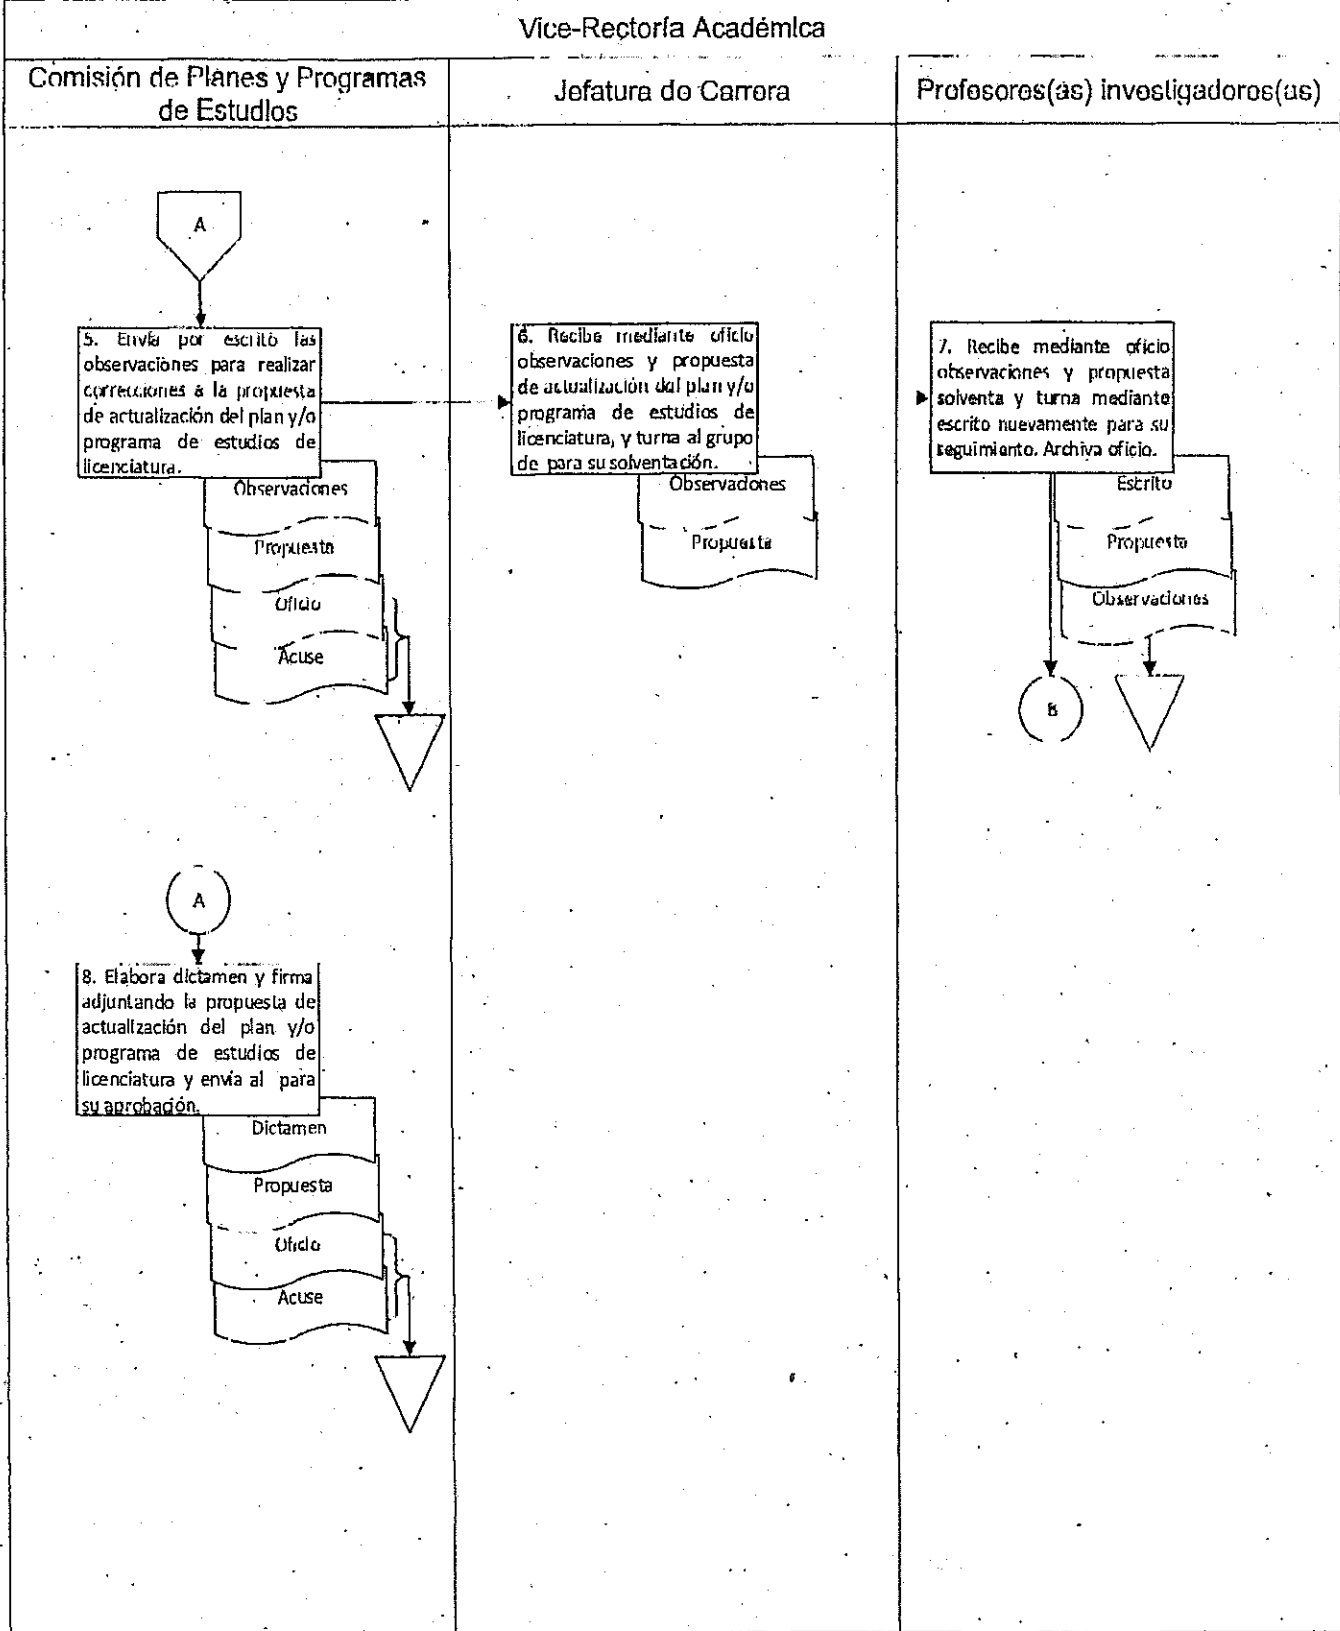 Vice-Rectoría Académica
Comisión de Planes y Programas
de Estudios
Jefatura de Carrera
Profesores(as) investigadores(as)
A
5. Envía por escrito las
observaciones para realizar
correcciones a la propuesta
de actualización del plan y/o
programa de estudios de
licenciatura.
Observaciones
Propuesta
Oficio
Acuse
6. Recibe mediante oficio
observaciones y propuesta
de actualización del plan y/o
programa de estudios de
licenciatura, y turna al grupo
de para su solventación.
Observaciones
Propuesta
7. Recibe mediante oficio
observaciones y propuesta
solventa y turna mediante
escrito nuevamente para su
seguimiento. Archiva oficio.
Escrito
Propuesta
Observaciones
B
A
8. Elabora dictamen y firma
adjuntando la propuesta de
actualización del plan y/o
programa de estudios de
licenciatura y envía al para
su aprobación.
Dictamen
Propuesta
Oficio
Acuse